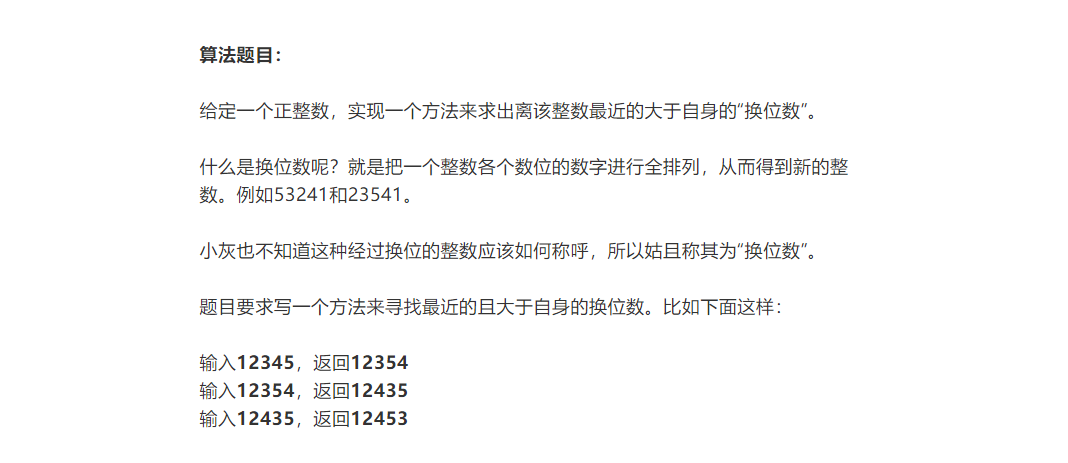 算法题目：
给定一个正整数，实现一个方法来求出离该整数最近的大于自身的“换位数”。
什么是换位数呢？就是把一个整数各个数位的数字进行全排列，从而得到新的整
数。例如53241和23541。
小灰也不知道这种经过换位的整数应该如何称呼，所以姑且称其为“换位数”。
题目要求写一个方法来寻找最近的且大于自身的换位数。比如下面这样：
输入12345，返回12354
输入12354，返回12435
输入12435，返回12453